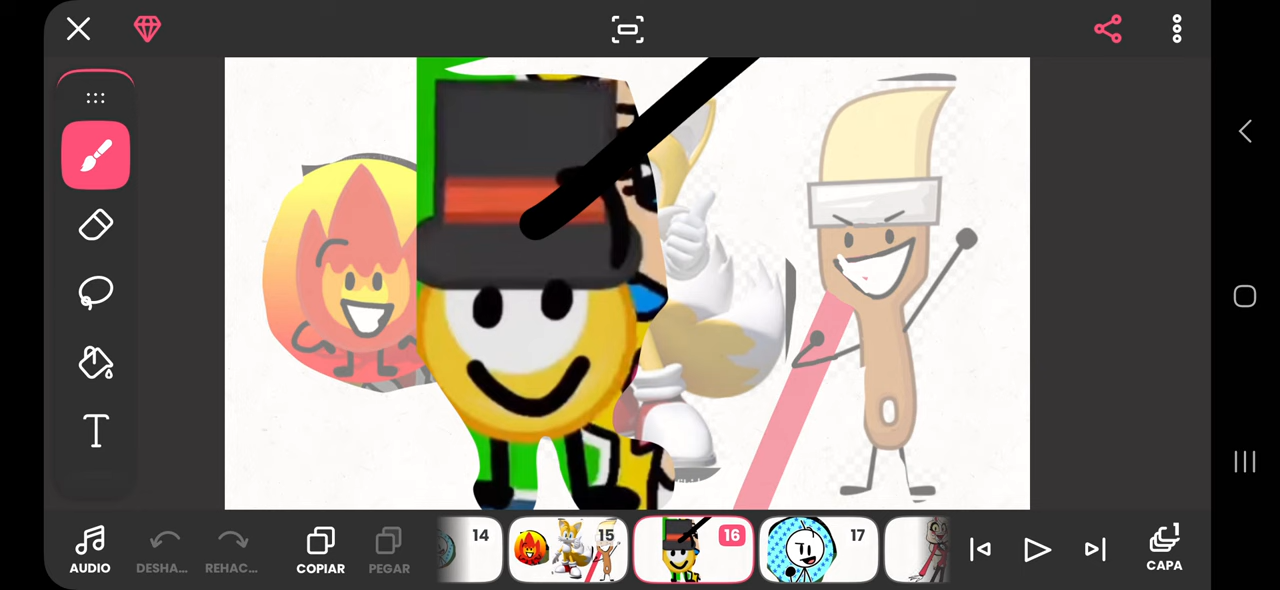 T
14
15
16
17
1
AUDIO
DESHA...
REHAC...
COPIAR
PEGAR
CAPA